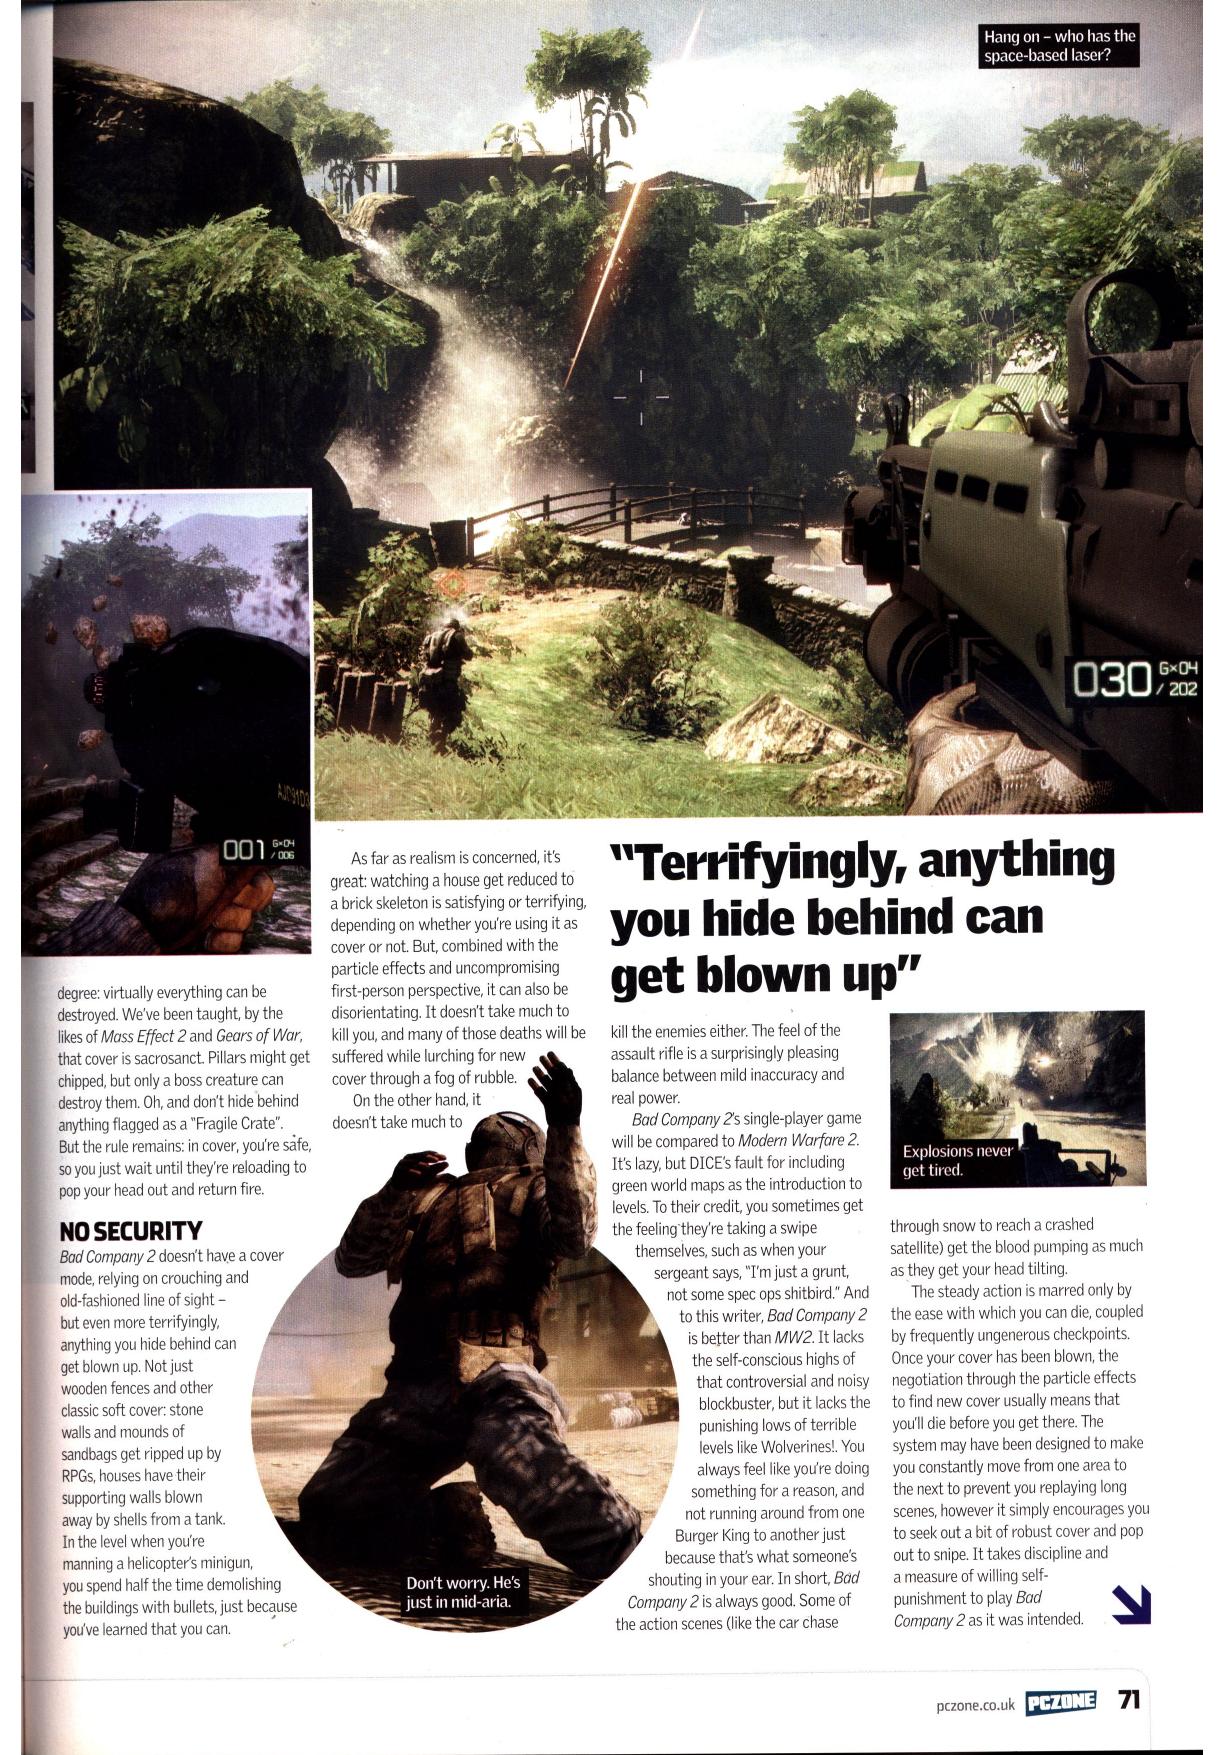 Hang on – who has the
space-based laser?
030 G×04
/ 202
AJC91D3
001 G×04
/ 006
degree: virtually everything can be
destroyed. We've been taught, by the
likes of Mass Effect 2 and Gears of War,
that cover is sacrosanct. Pillars might get
chipped, but only a boss creature can
destroy them. Oh, and don't hide behind
anything flagged as a "Fragile Crate".
But the rule remains: in cover, you're safe,
so you just wait until they're reloading to
pop your head out and return fire.
NO SECURITY
Bad Company 2 doesn't have a cover
mode, relying on crouching and
old-fashioned line of sight –
but even more terrifyingly,
anything you hide behind can
get blown up. Not just
wooden fences and other
classic soft cover: stone
walls and mounds of
sandbags get ripped up by
RPGs, houses have their
supporting walls blown
away by shells from a tank.
In the level when you're
manning a helicopter's minigun,
you spend half the time demolishing
the buildings with bullets, just because
you've learned that you can.
As far as realism is concerned, it's
great: watching a house get reduced to
a brick skeleton is satisfying or terrifying,
depending on whether you're using it as
cover or not. But, combined with the
particle effects and uncompromising
first-person perspective, it can also be
disorientating. It doesn't take much to
kill you, and many of those deaths will be
suffered while lurching for new
cover through a fog of rubble.
On the other hand, it
doesn't take much to
Don't worry. He's
just in mid-aria.
"Terrifyingly, anything
you hide behind can
get blown up"
kill the enemies either. The feel of the
assault rifle is a surprisingly pleasing
balance between mild inaccuracy and
real power.
Bad Company 2's single-player game
will be compared to Modern Warfare 2.
It's lazy, but DICE's fault for including
green world maps as the introduction to
levels. To their credit, you sometimes get
the feeling they're taking a swipe
themselves, such as when your
sergeant says, "I'm just a grunt,
not some spec ops shitbird." And
to this writer, Bad Company 2
is better than MW2. It lacks
the self-conscious highs of
that controversial and noisy
blockbuster, but it lacks the
punishing lows of terrible
levels like Wolverines!. You
always feel like you're doing
something for a reason, and
not running around from one
Burger King to another just
because that's what someone's
shouting in your ear. In short, Bad
Company 2 is always good. Some of
the action scenes (like the car chase
Explosions never
get tired.
through snow to reach a crashed
satellite) get the blood pumping as much
as they get your head tilting.
The steady action is marred only by
the ease with which you can die, coupled
by frequently ungenerous checkpoints.
Once your cover has been blown, the
negotiation through the particle effects
to find new cover usually means that
you'll die before you get there. The
system may have been designed to make
you constantly move from one area to
the next to prevent you replaying long
scenes, however it simply encourages you
to seek out a bit of robust cover and pop
out to snipe. It takes discipline and
a measure of willing self-
punishment to play Bad
Company 2 as it was intended.
pczone.co.uk PCZONE 71